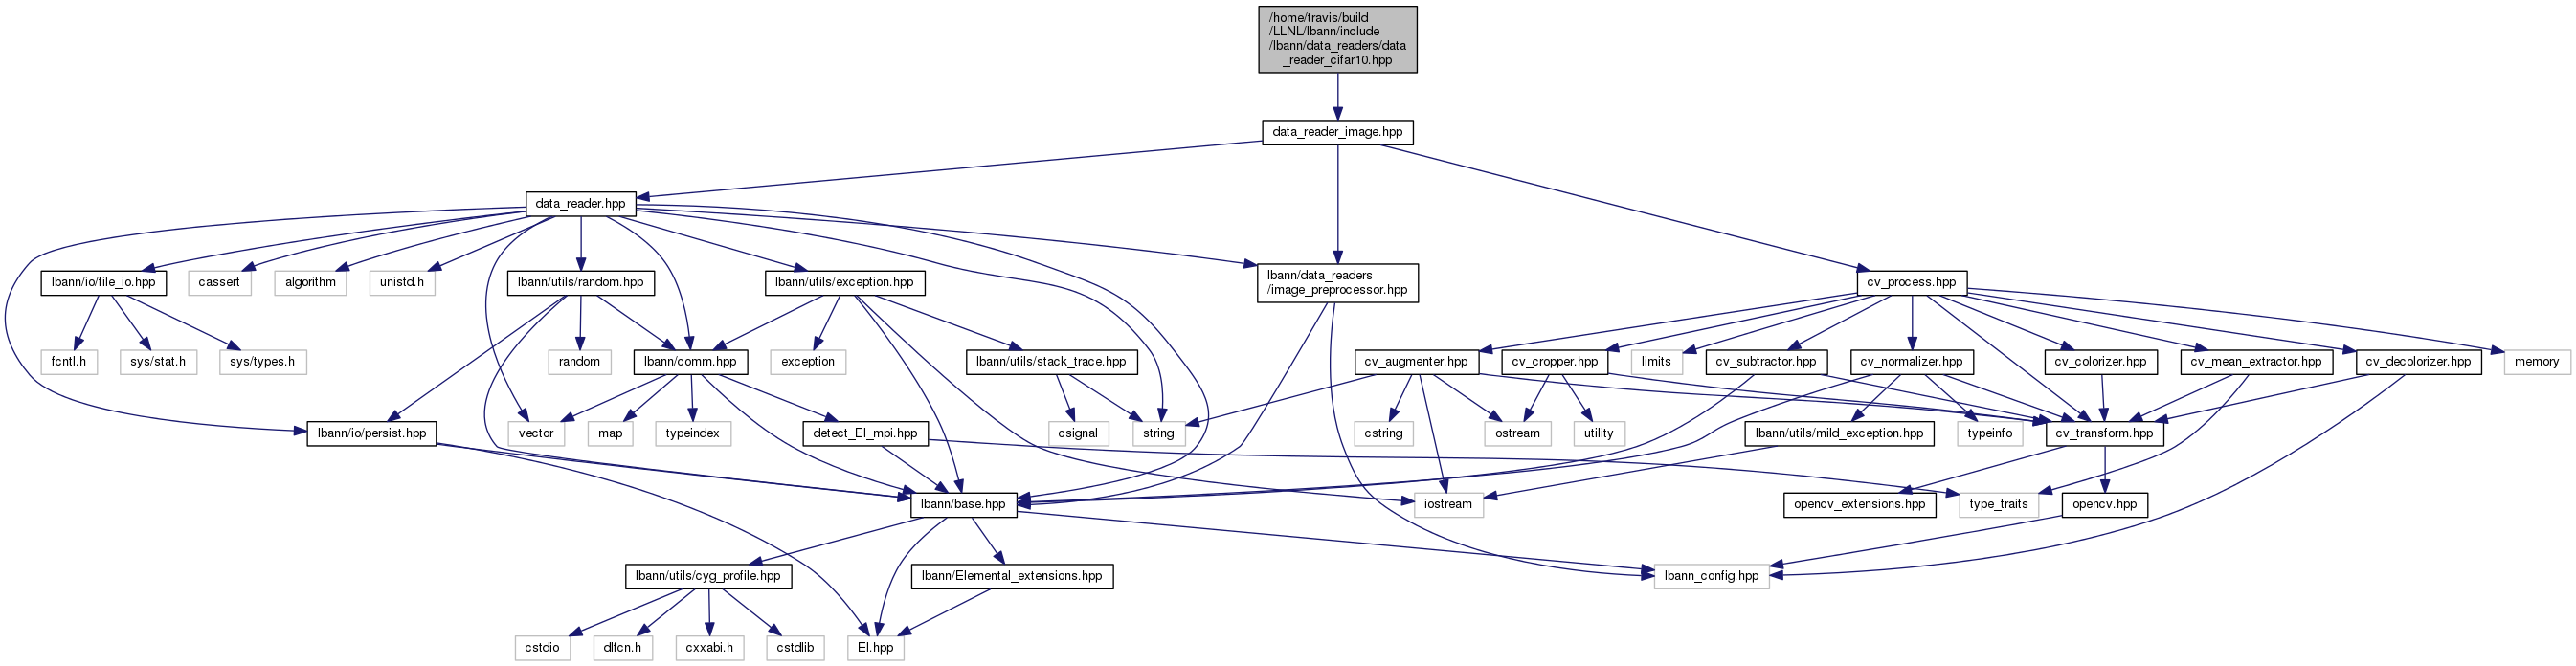 /home/travis/build
/LLNL/lbann/include
/lbann/data_readers/data
_reader_cifar10.hpp
data_reader_image.hpp
data_reader.hpp
lbann/io/file_io.hpp
cassert
algorithm
unistd.h
lbann/utils/random.hpp
lbann/utils/exception.hpp
lbann/data_readers
/image_preprocessor.hpp
cv_process.hpp
fcntl.h
sys/stat.h
sys/types.h
random
lbann/comm.hpp
exception
lbann/utils/stack_trace.hpp
cv_augmenter.hpp
cv_cropper.hpp
limits
cv_subtractor.hpp
cv_normalizer.hpp
cv_colorizer.hpp
cv_mean_extractor.hpp
cv_decolorizer.hpp
memory
lbann/io/persist.hpp
vector
map
typeindex
detect_El_mpi.hpp
csignal
string
cstring
ostream
utility
lbann/utils/mild_exception.hpp
typeinfo
cv_transform.hpp
lbann/base.hpp
iostream
opencv_extensions.hpp
type_traits
opencv.hpp
lbann/utils/cyg_profile.hpp
lbann/Elemental_extensions.hpp
lbann_config.hpp
cstdio
dlfcn.h
cxxabi.h
cstdlib
El.hpp